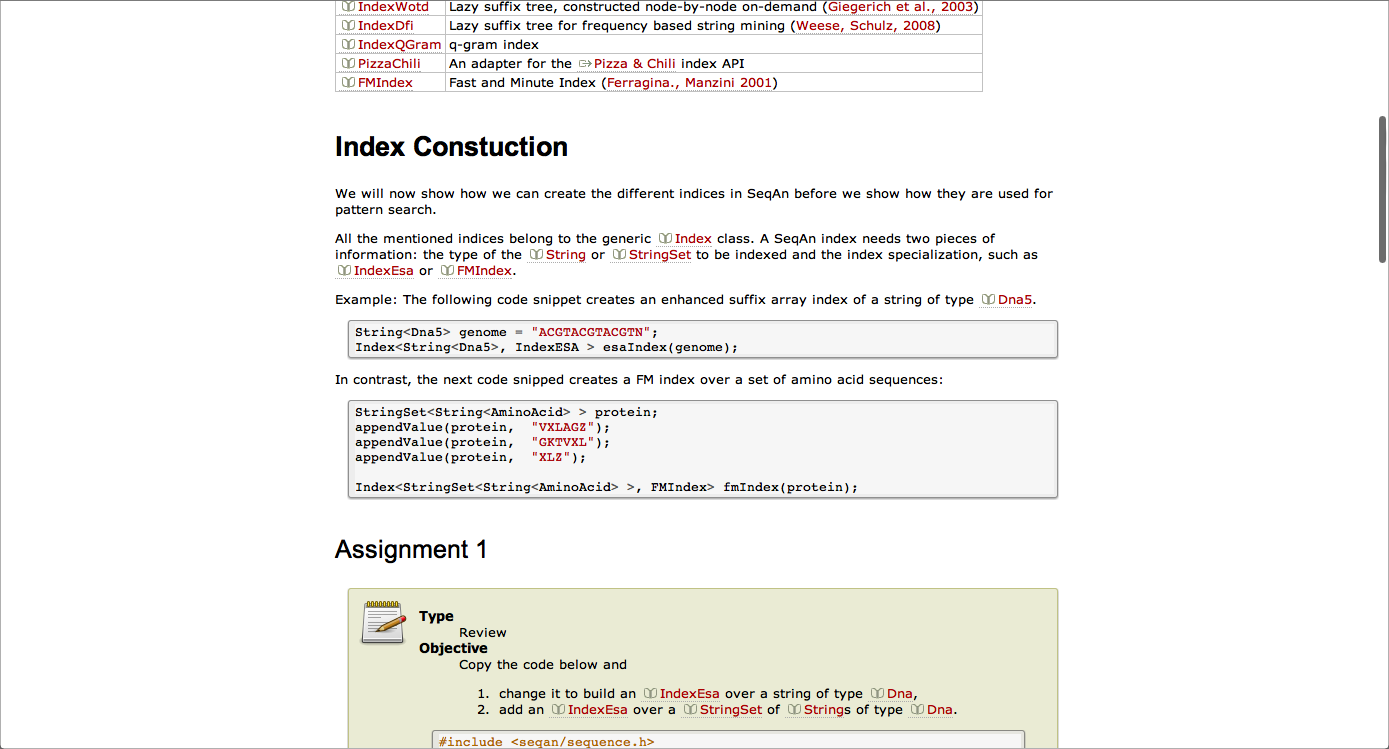 IndexWotd Lazy suffix tree, constructed node-by-node on-demand (Giegerich et al., 2003)
IndexDfi Lazy suffix tree for frequency based string mining (Weese, Schulz, 2008)
IndexQGram q-gram index
PizzaChili An adapter for the Pizza & Chili index API
FMIndex Fast and Minute Index (Ferragina., Manzini 2001)
Index Constuction
We will now show how we can create the different indices in SeqAn before we show how they are used for
pattern search.
All the mentioned indices belong to the generic Index class. A SeqAn index needs two pieces of
information: the type of the String or StringSet to be indexed and the index specialization, such as
IndexEsa or FMIndex.
Example: The following code snippet creates an enhanced suffix array index of a string of type Dna5.
String<Dna5> genome = "ACGTACGTACGTN";
Index<String<Dna5>, IndexESA > esaIndex(genome);
In contrast, the next code snipped creates a FM index over a set of amino acid sequences:
StringSet<String<AminoAcid> > protein;
appendValue(protein,  "VXLAGZ");
appendValue(protein,  "GKTVXL");
appendValue(protein,  "XLZ");
Index<StringSet<String<AminoAcid> >, FMIndex> fmIndex(protein);
Assignment 1
Type
Review
Objective
Copy the code below and
1. change it to build an IndexEsa over a string of type Dna,
2. add an IndexEsa over a StringSet of Strings of type Dna.
#include <seqan/sequence.h>